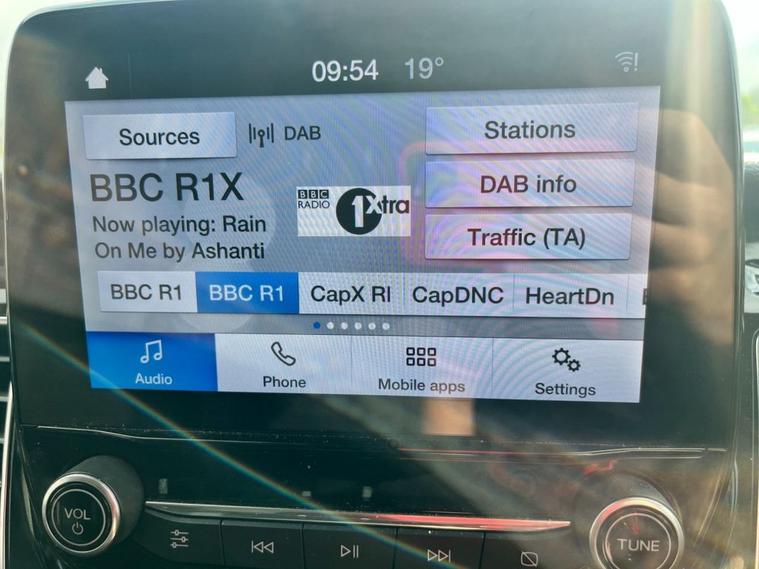 09:54 19°
Sources
DAB
Stations
BBC R1X
BBC
RADIO
1Xtra
DAB info
Now playing: Rain
On Me by Ashanti
Traffic (TA)
BBC R1
BBC R1
CapX Rl
CapDNC
HeartDn
Audio
Phone
Mobile apps
Settings
VOL
TUNE